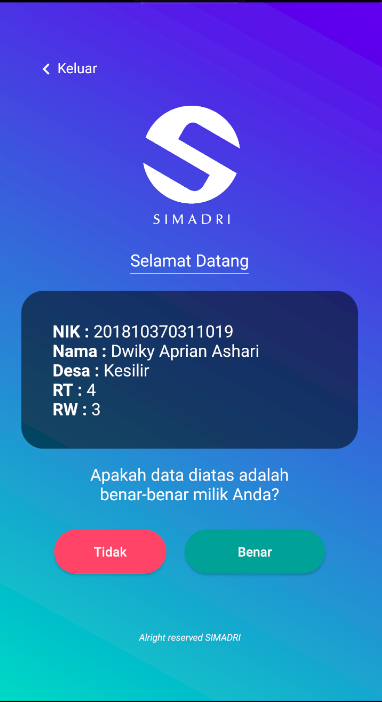 Keluar
SIMADRI
Selamat Datang
NIK : 201810370311019
Nama : Dwiky Aprian Ashari
Desa : Kesilir
RT : 4
RW : 3
Apakah data diatas adalah
benar-benar milik Anda?
Tidak
Benar
Alright reserved SIMADRI